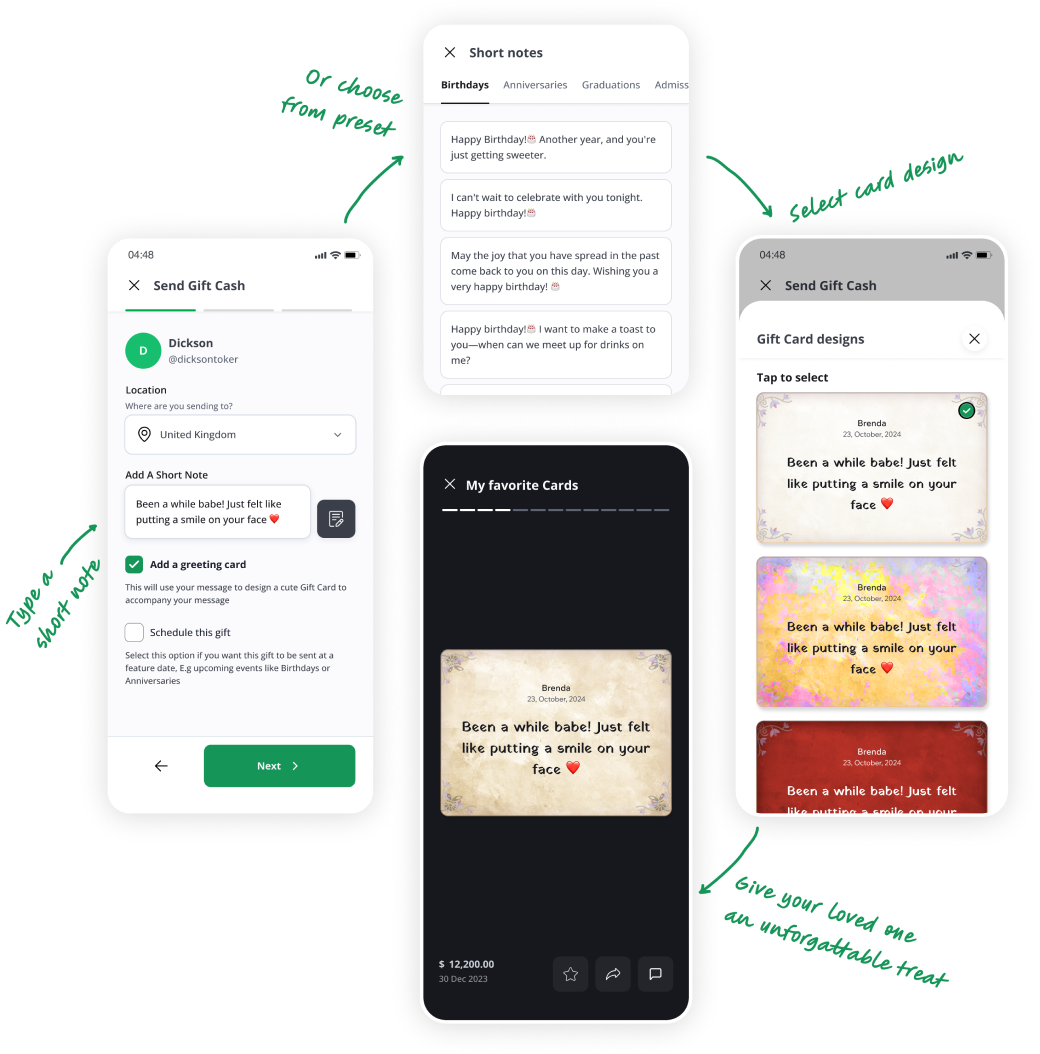 Type a
short note
04:48
Send Gift Cash
D
Dickson
@dicksontoker
Location
Where are you sending to?
United Kingdom
Add A Short Note
Been a while babe! Just felt like
putting a smile on your face ❤️
Add a greeting card
This will use your message to design a cute Gift Card to
accompany your message
Schedule this gift
Select this option if you want this gift to be sent at a
feature date, E.g upcoming events like Birthdays or
Anniversaries
Next
Or choose
from preset
Short notes
Birthdays Anniversaries Graduations Admiss
Happy Birthday!🎂 Another year, and you're
just getting sweeter.
I can't wait to celebrate with you tonight.
Happy birthday!🎂
May the joy that you have spread in the past
come back to you on this day. Wishing you a
very happy birthday! 🎂
Happy birthday!🎂 I want to make a toast to
you—when can we meet up for drinks on
me?
Select card design
04:48
Send Gift Cash
Gift Card designs
Tap to select
Brenda
23, October, 2024
Been a while babe! Just felt
like putting a smile on your
face ❤️
Brenda
23, October, 2024
Been a while babe! Just felt
like putting a smile on your
face ❤️
Brenda
23, October, 2024
Been a while babe! Just felt
like putting a smile on your
Give your loved one
an unforgattable treat
My favorite Cards
Brenda
23, October, 2024
Been a while babe! Just felt
like putting a smile on your
face ❤️
$ 12,200.00
30 Dec 2023